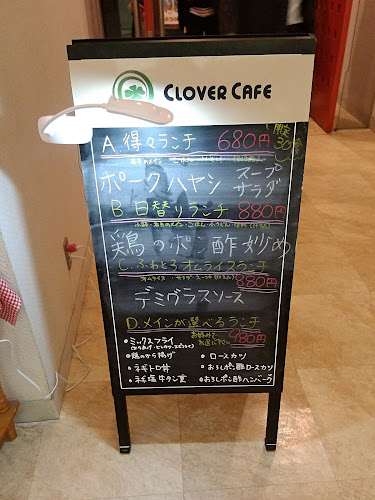 CLOVER CAFE
A.得々ランチ 680円
限定
30食
ポークハヤシ スープ
サラダ
B.日替りランチ 880円
鶏のポン酢炒め
C.ふわとろオムライスランチ
880円
デミグラスソース
D.メインが選べるランチ
980円
・ミックスフライ
・鶏のから揚げ
・ネギトロ丼
・ネギ塩牛タン重
・ロースカツ
・おろしポン酢ロースカツ
・おろしポン酢ハンバーグ